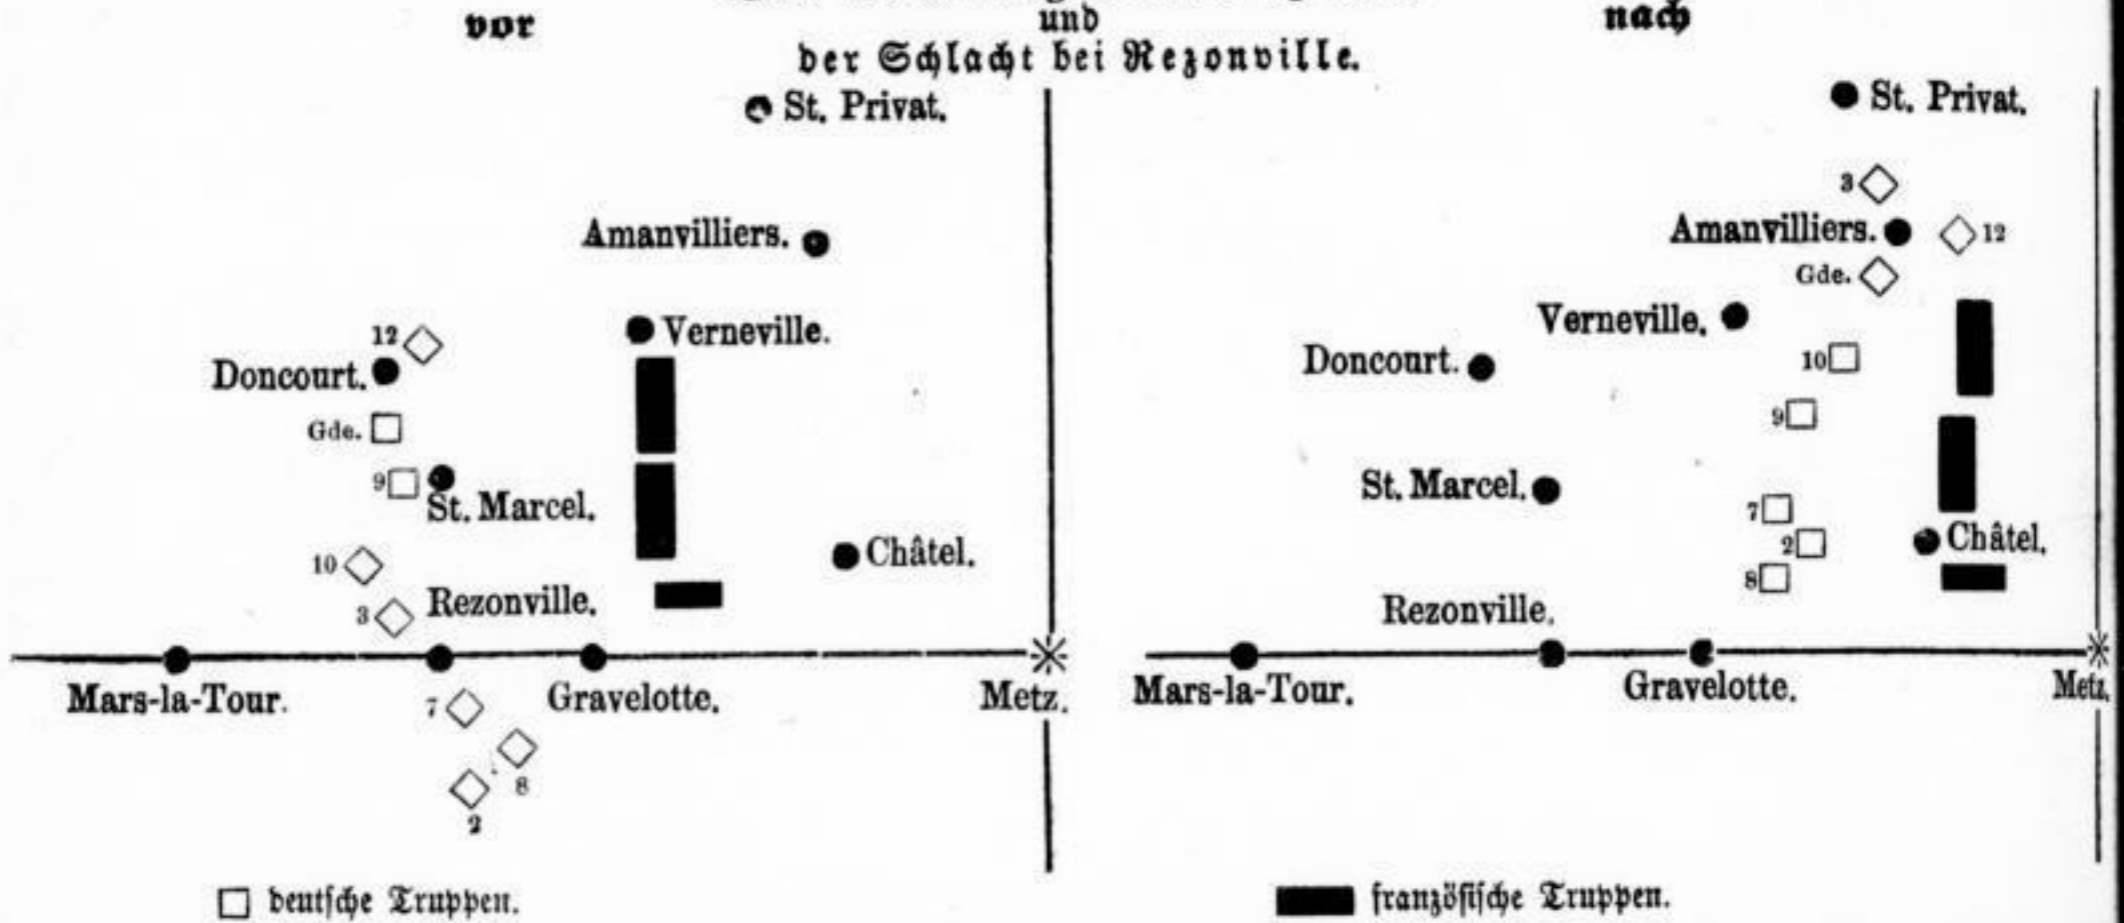 vor
und
nach
der Schlacht bei Rezonville.
St. Privat.
Amanvilliers.
Verneville.
12
Doncourt.
Gde.
9
St. Marcel.
10
Châtel.
3
Rezonville.
Mars-la-Tour.
7
Gravelotte.
Metz.
8
2
St. Privat.
3
Amanvilliers.
12
Gde.
Verneville.
10
Doncourt.
9
St. Marcel.
7
2
Châtel.
8
Rezonville.
Mars-la-Tour.
Gravelotte.
Metz.
deutsche Truppen.
französische Truppen.